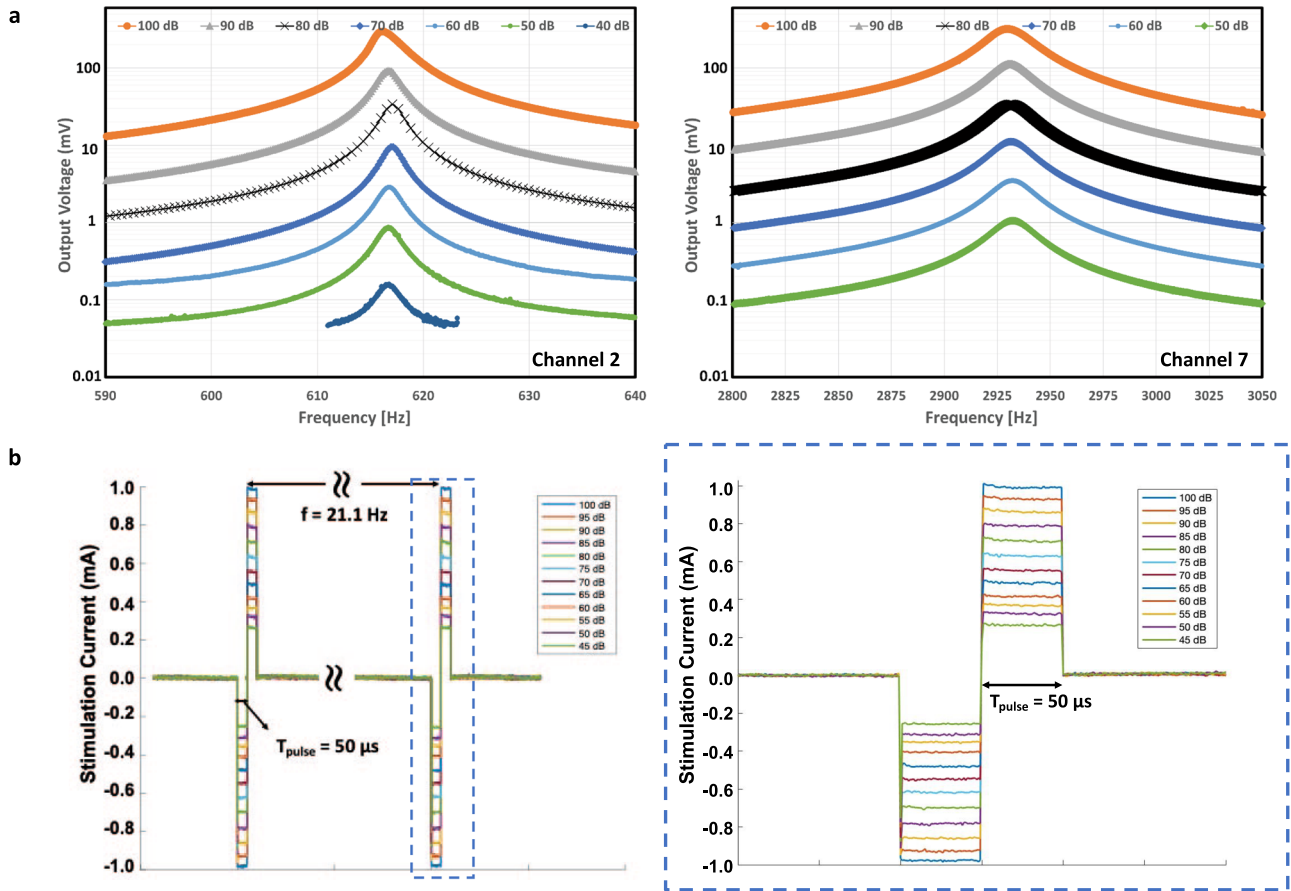 a
100 dB 90 dB 80 dB 70 dB 60 dB 50 dB 40 dB
Output Voltage (mV)
100
10
1
0.1
0.01
590 600 610 620 630 640
Frequency [Hz]
Channel 2
100 dB 90 dB 80 dB 70 dB 60 dB 50 dB
Output Voltage (mV)
100
10
1
0.1
0.01
2800 2825 2850 2875 2900 2925 2950 2975 3000 3025 3050
Frequency [Hz]
Channel 7
b
Stimulation Current (mA)
1.0
0.8
0.6
0.4
0.2
0.0
-0.2
-0.4
-0.6
-0.8
-1.0
f = 21.1 Hz
Tpulse = 50 µs
100 dB
95 dB
90 dB
85 dB
80 dB
75 dB
70 dB
65 dB
60 dB
55 dB
50 dB
45 dB
Stimulation Current (mA)
1.0
0.8
0.6
0.4
0.2
0.0
-0.2
-0.4
-0.6
-0.8
-1.0
Tpulse = 50 µs
100 dB
95 dB
90 dB
85 dB
80 dB
75 dB
70 dB
65 dB
60 dB
55 dB
50 dB
45 dB